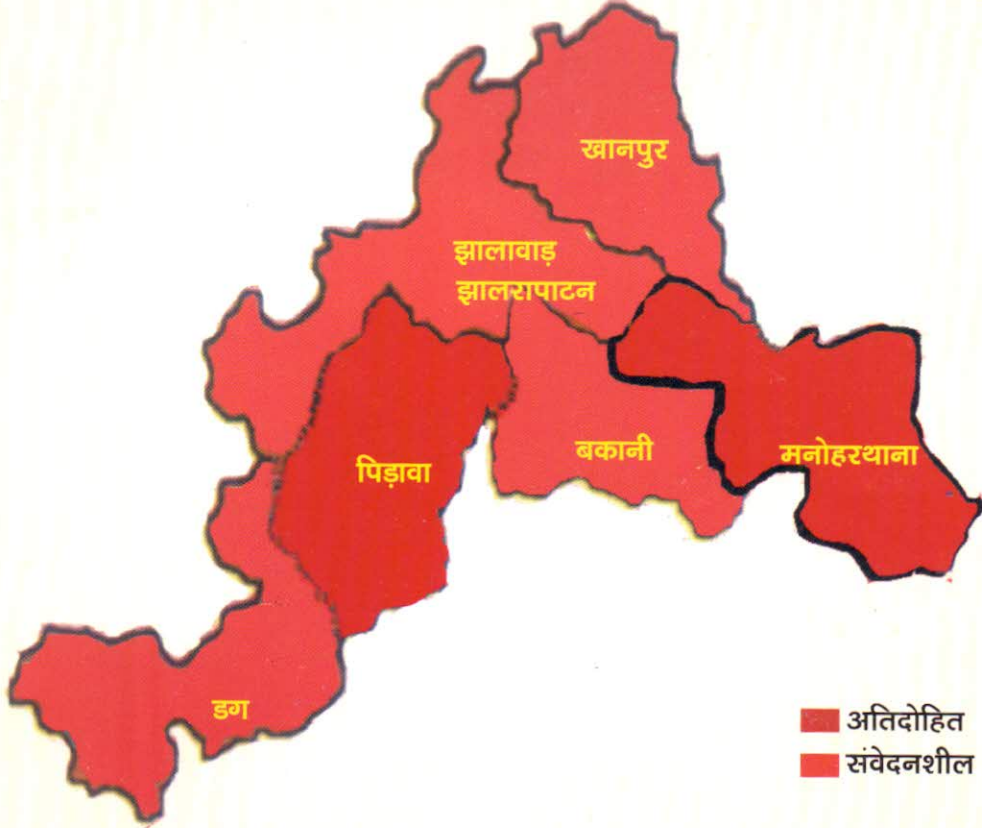 खानपुर
झालावाड़
झालरापाटन
बकानी
मनोहरथाना
पिड़ावा
डग
अतिदोहित
संवेदनशील